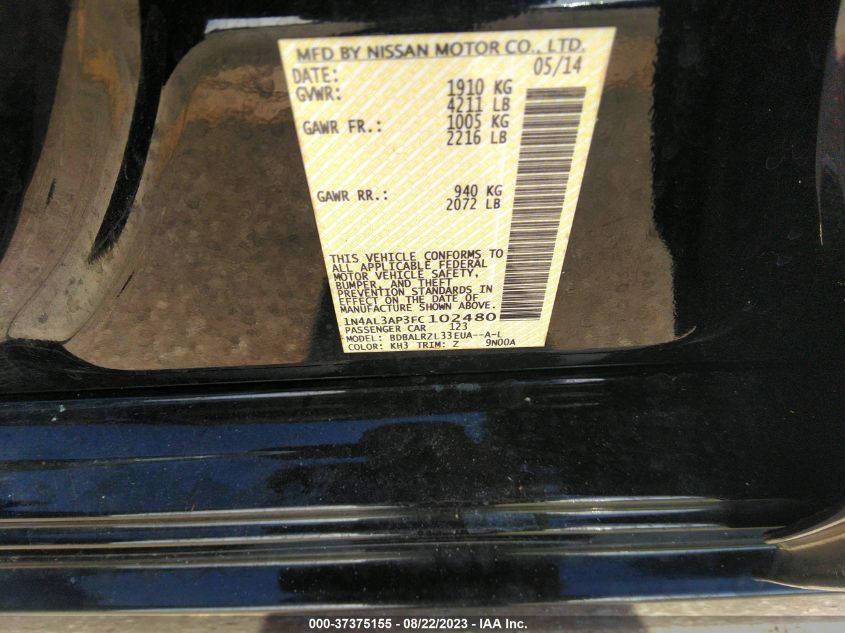 MFD BY NISSAN MOTOR CO., LTD.
DATE: 05/14
GVWR: 1910 KG
4211 LB
GAWR FR.: 1005 KG
2216 LB
GAWR RR.: 940 KG
2072 LB
THIS VEHICLE CONFORMS TO
ALL APPLICABLE FEDERAL
MOTOR VEHICLE SAFETY,
BUMPER, AND THEFT
PREVENTION STANDARDS IN
EFFECT ON THE DATE OF
MANUFACTURE SHOWN ABOVE.
1N4AL3AP3FC102480
PASSENGER CAR 123
MODEL: BDBALRZL33EUA--A-L
COLOR: KH3 TRIM: Z 9N00A
000-37375155 - 08/22/2023 - IAA Inc.